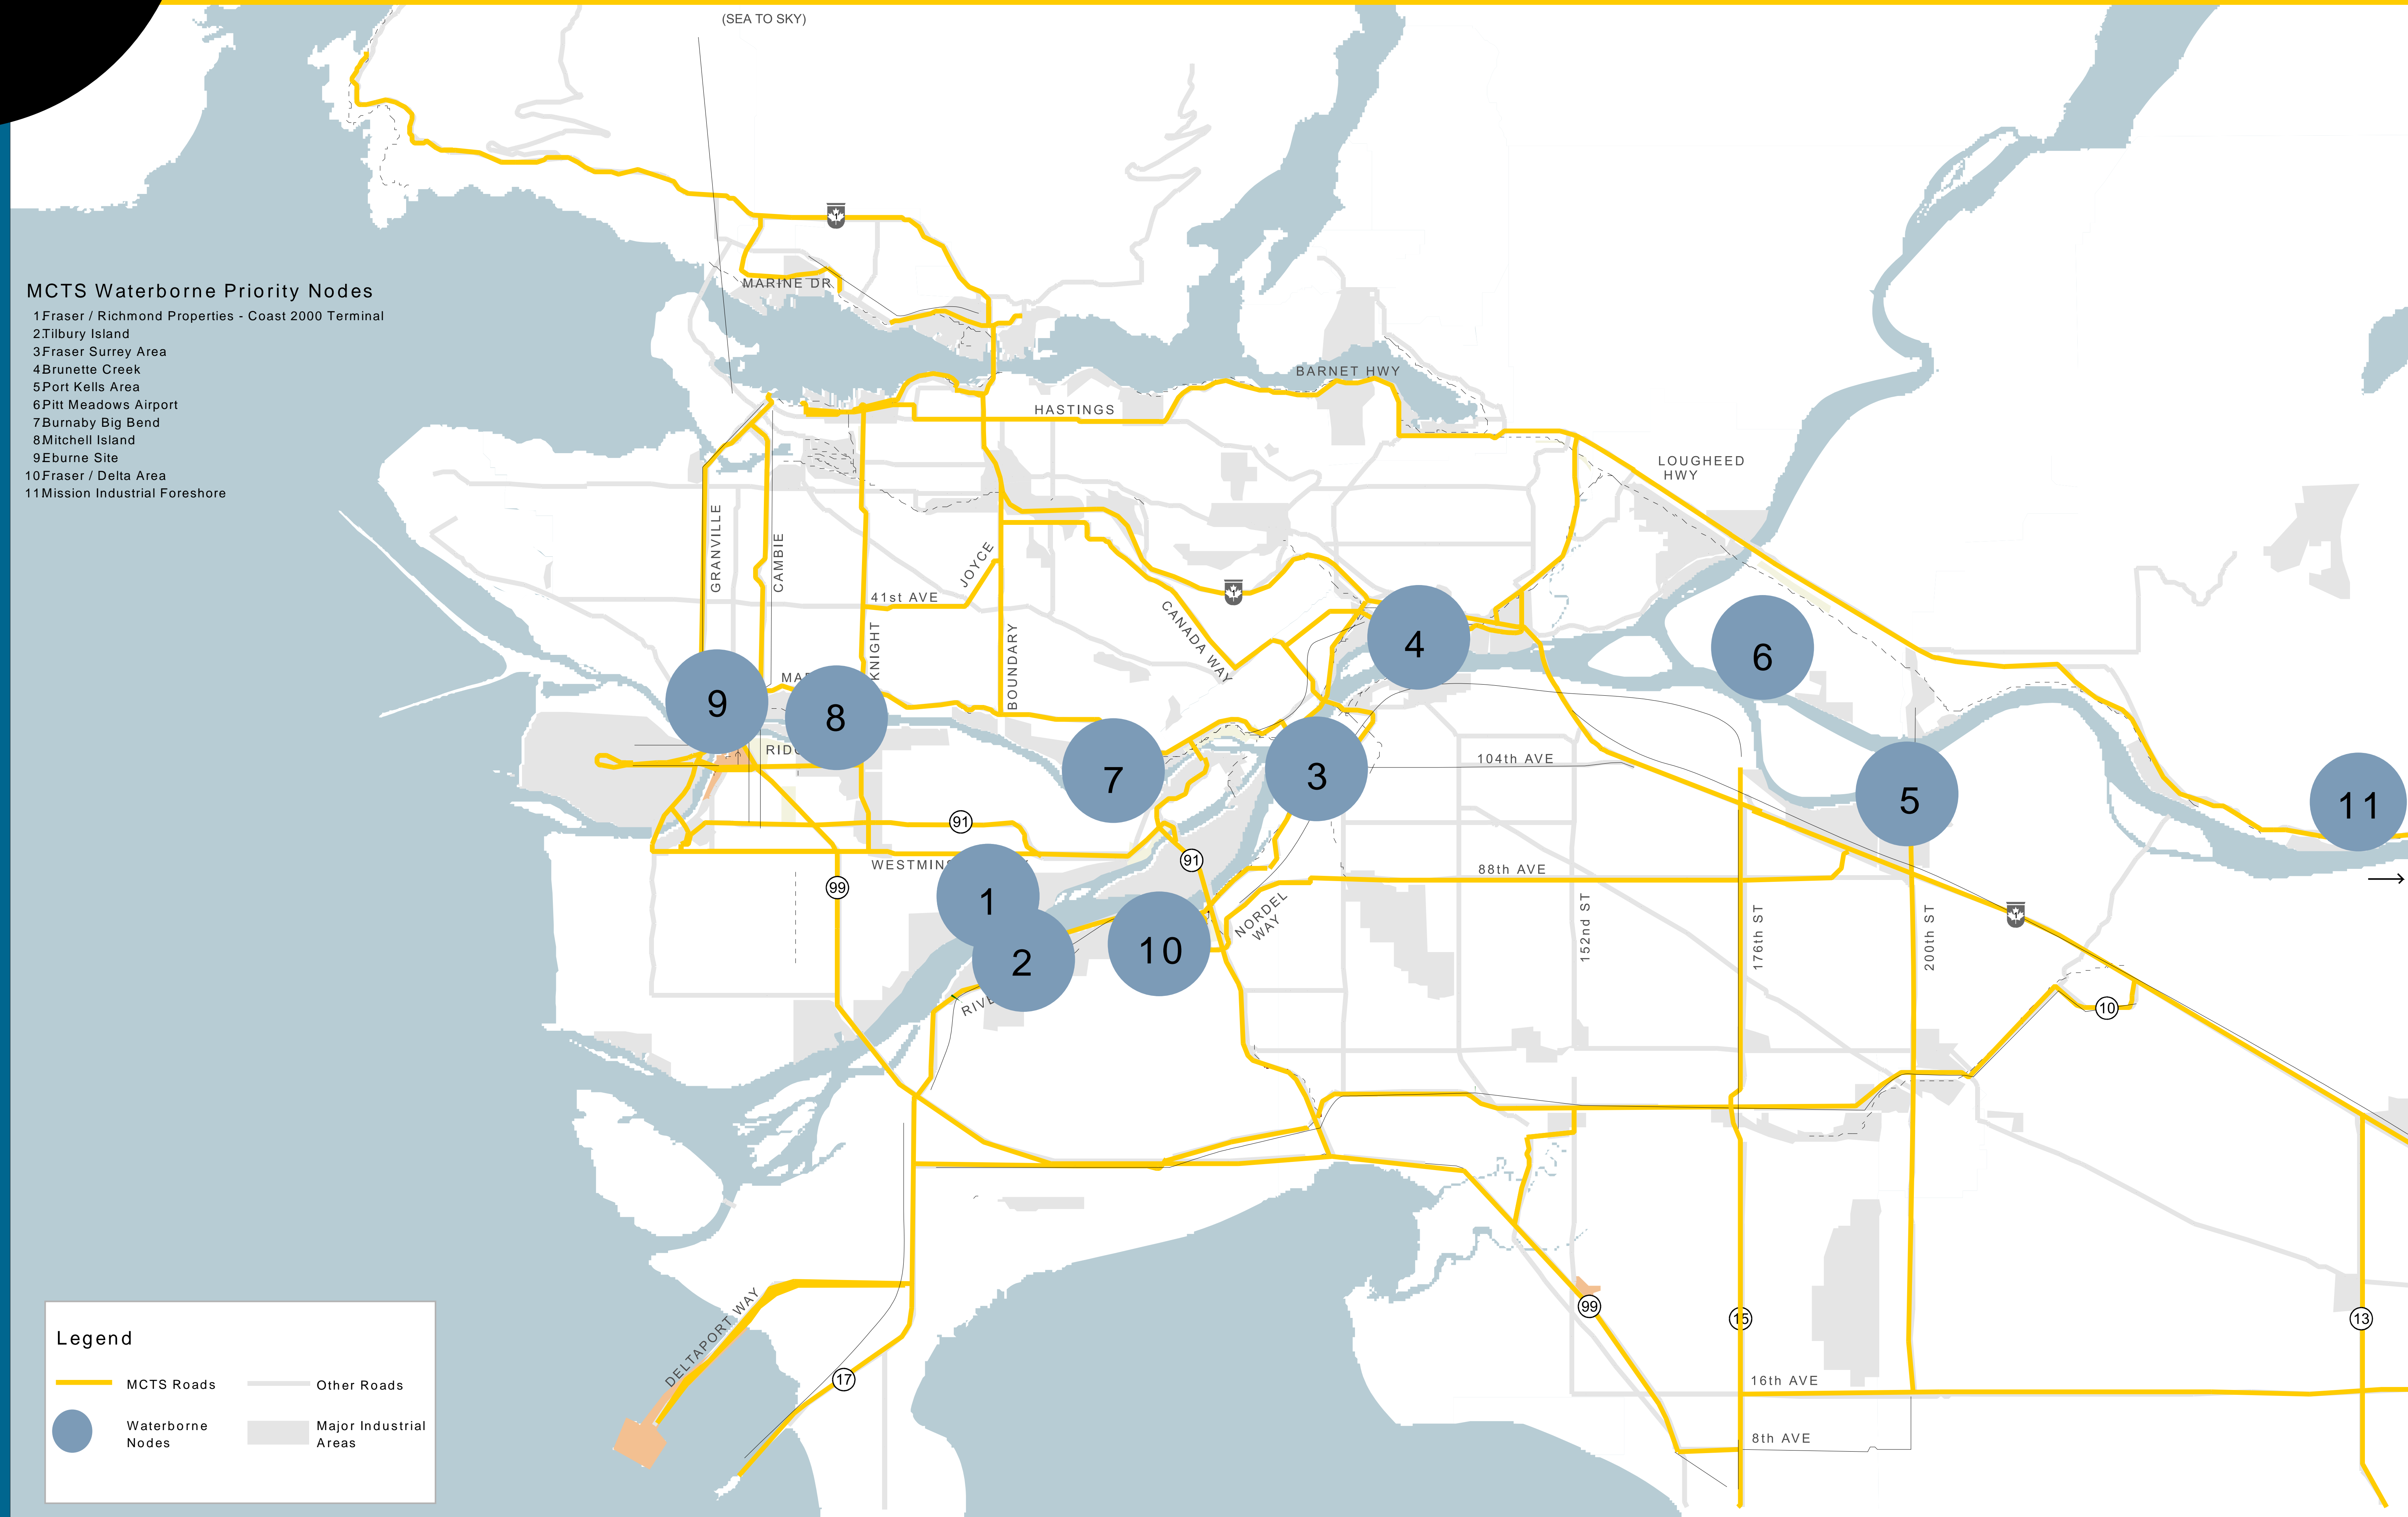 (SEA TO SKY)
MARINE DR
MCTS Waterborne Priority Nodes
1 Fraser / Richmond Properties - Coast 2000 Terminal
2 Tilbury Island
3 Fraser Surrey Area
4 Brunette Creek
5 Port Kells Area
6 Pitt Meadows Airport
7 Burnaby Big Bend
8 Mitchell Island
9 Eburne Site
10 Fraser / Delta Area
11 Mission Industrial Foreshore
BARNET HWY
HASTINGS
LOUGHEED
HWY
GRANVILLE
CAMBIE
JOYCE
41st AVE
KNIGHT
BOUNDARY
CANADA WAY
4
6
9
8
7
3
104th AVE
5
11
91
91
88th AVE
99
1
2
10
NORDEL
WAY
152nd ST
176th ST
200th ST
10
DELTAPORT WAY
99
15
13
17
16th AVE
8th AVE
Legend
MCTS Roads
Other Roads
Waterborne
Nodes
Major Industrial
Areas